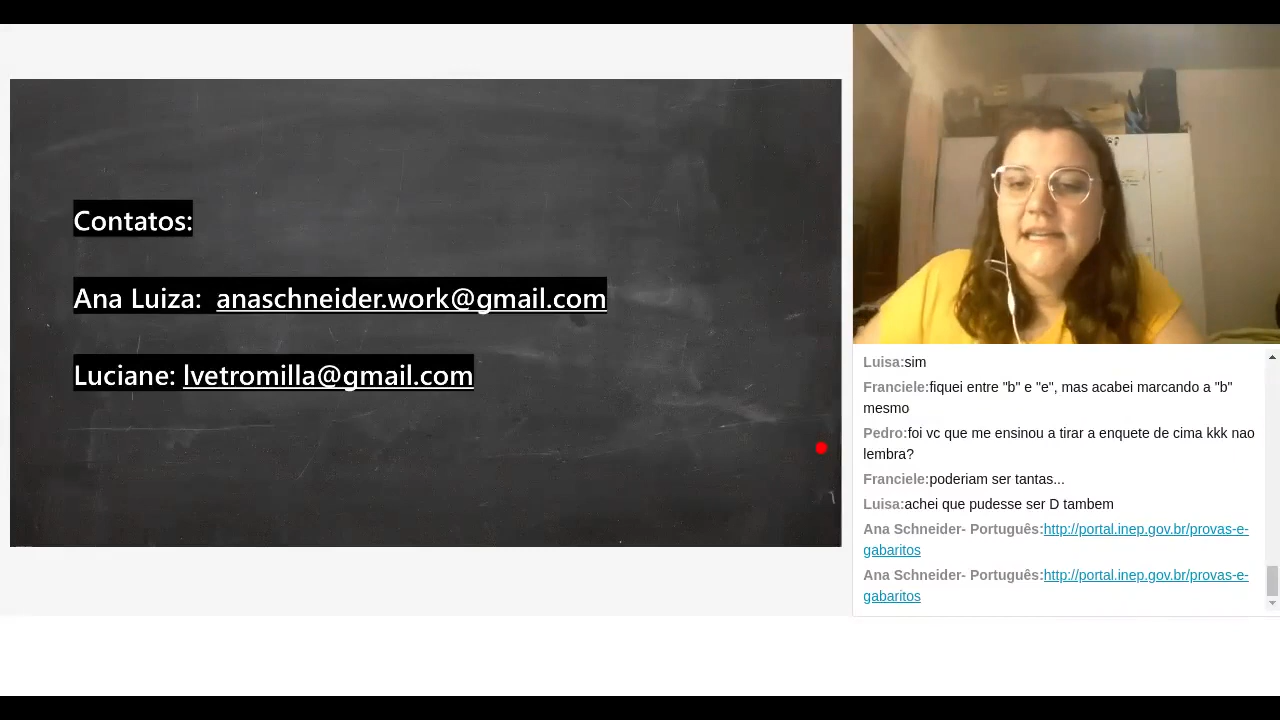 Contatos:
Ana Luiza: anaschneider.work@gmail.com
Luciane: lvetromilla@gmail.com
Luisa:sim
Franciele:fiquei entre "b" e "e", mas acabei marcando a "b"
mesmo
Pedro:foi vc que me ensinou a tirar a enquete de cima kkk nao
lembra?
Franciele:poderiam ser tantas...
Luisa:achei que pudesse ser D tambem
Ana Schneider- Português:http://portal.inep.gov.br/provas-e-
gabaritos
Ana Schneider- Português:http://portal.inep.gov.br/provas-e-
gabaritos